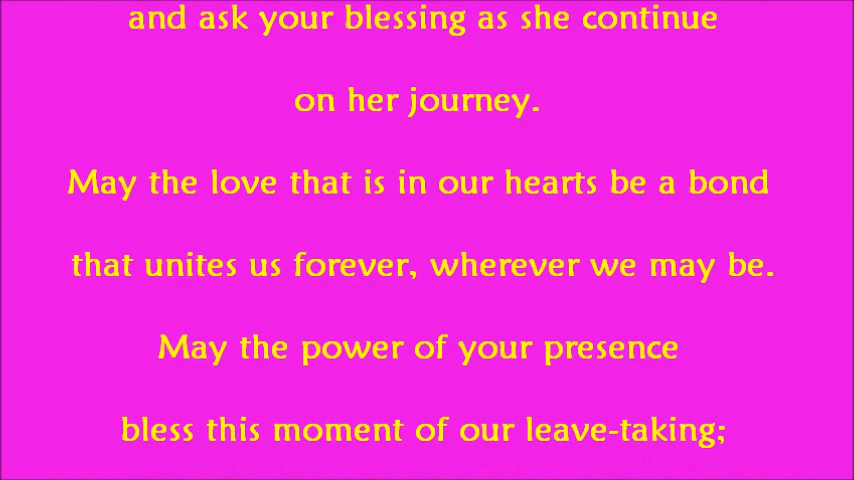 and ask your blessing as she continue
on her journey.
May the love that is in our hearts be a bond
that unites us forever, wherever we may be.
May the power of your presence
bless this moment of our leave-taking;